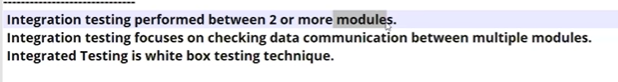 Integration testing performed between 2 or more modules.
Integration testing focuses on checking data communication between multiple modules.
Integrated Testing is white box testing technique.